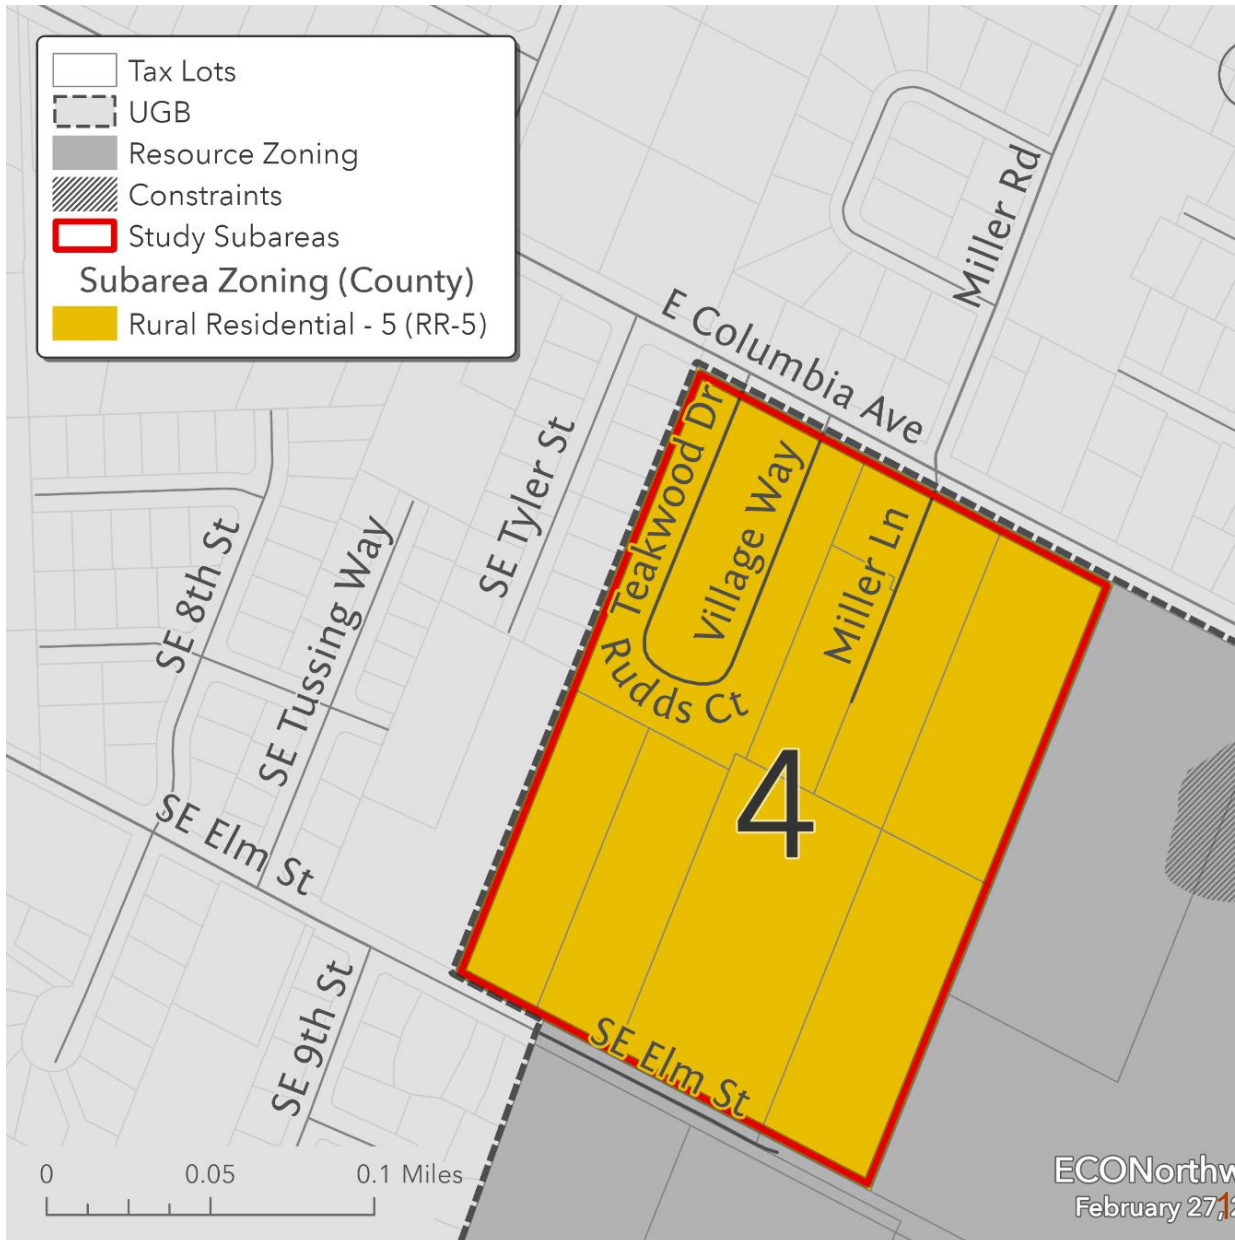 Tax Lots
UGB
Resource Zoning
Constraints
Study Subareas
Subarea Zoning (County)
Rural Residential - 5 (RR-5)
Miller Rd
E Columbia Ave
Teakwood Dr
Village Way
SE Tyler St
Miller Ln
SE 8th St
SE Tussing Way
Rudds Ct
4
SE Elm St
SE 9th St
SE Elm St
0 0.05 0.1 Miles
ECONorthw
February 27,
1